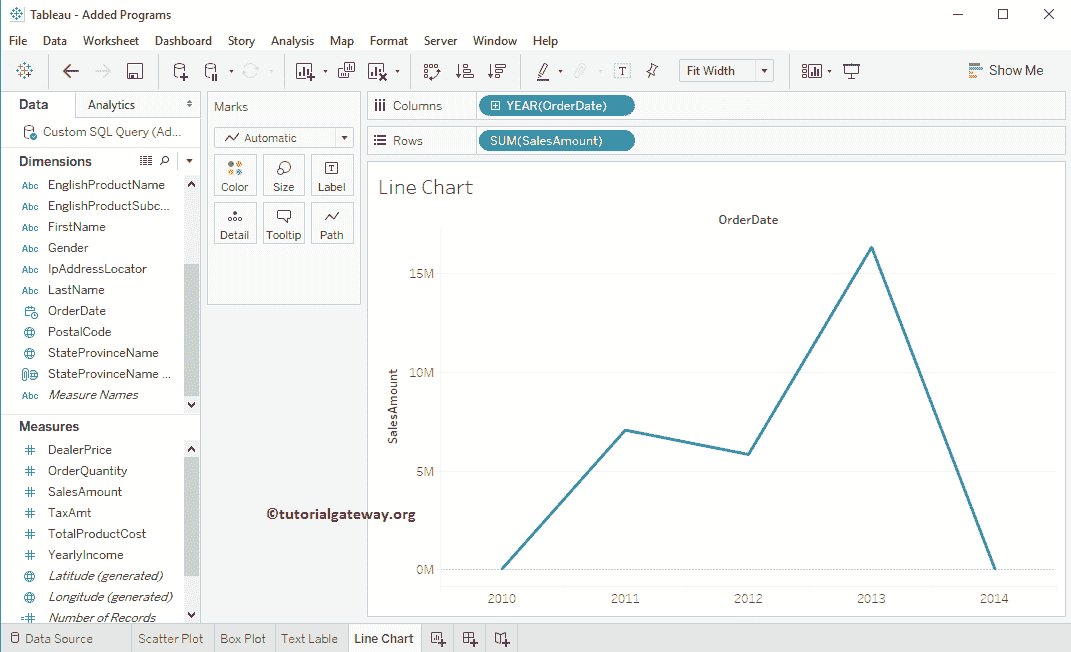 Tableau - Added Programs
File Data Worksheet Dashboard Story Analysis Map Format Server Window Help
Fit Width
Show Me
Data Analytics
Custom SQL Query (Ad...
Dimensions
Abc EnglishProductName
Abc EnglishProductSubc...
Abc FirstName
Abc Gender
Abc IpAddressLocator
Abc LastName
OrderDate
PostalCode
StateProvinceName
StateProvinceName ...
Abc Measure Names
Measures
# DealerPrice
# OrderQuantity
# SalesAmount
# TaxAmt
# TotalProductCost
# YearlyIncome
Latitude (generated)
Longitude (generated)
=# Number of Records
Marks
Automatic
Color Size T Label
Detail Tooltip Path
Columns YEAR(OrderDate)
Rows SUM(SalesAmount)
Line Chart
OrderDate
SalesAmount
15M
10M
5M
0M
2010 2011 2012 2013 2014
©tutorialgateway.org
Data Source Scatter Plot Box Plot Text Lable Line Chart